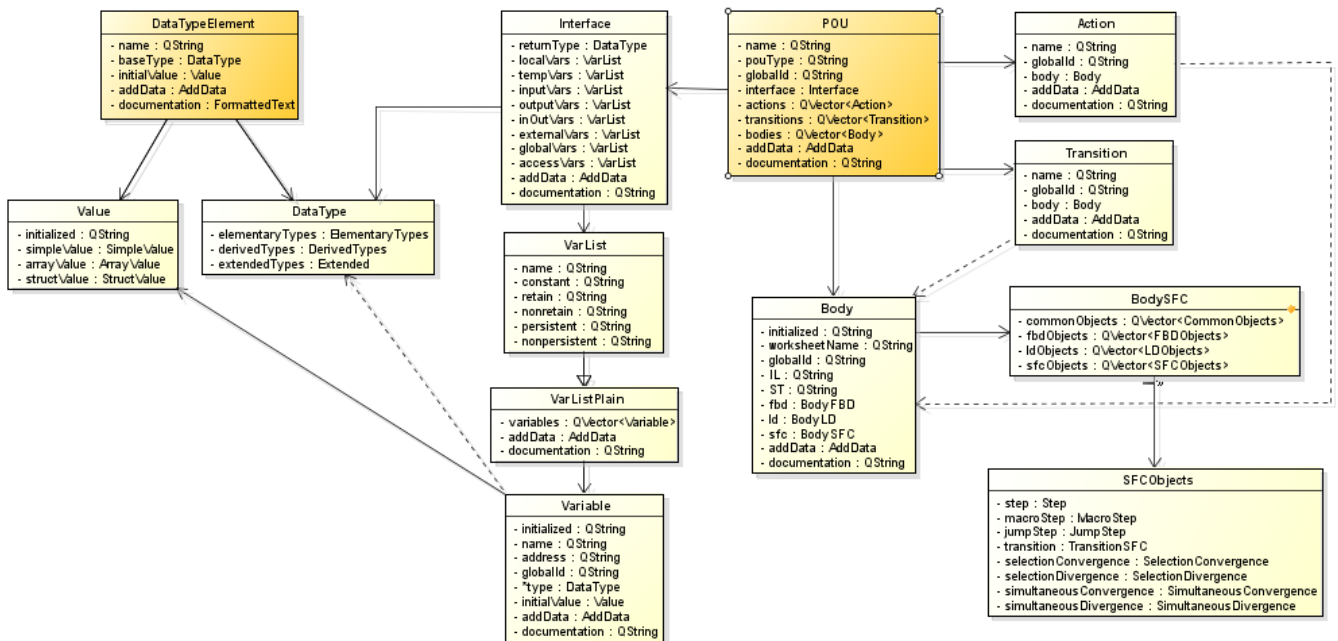 DataTypeElement
- name : QString
- baseType : DataType
- initialValue : Value
- addData : AddData
- documentation : FormattedText
Interface
- returnType : DataType
- localVars : VarList
- tempVars : VarList
- inputVars : VarList
- outputVars : VarList
- inOutVars : VarList
- externalVars : VarList
- globalVars : VarList
- accessVars : VarList
- addData : AddData
- documentation : QString
POU
- name : QString
- pouType : QString
- globalId : QString
- interface : Interface
- actions : QVector<Action>
- transitions : QVector<Transition>
- bodies : QVector<Body>
- addData : AddData
- documentation : QString
Action
- name : QString
- globalId : QString
- body : Body
- addData : AddData
- documentation : QString
Transition
- name : QString
- globalId : QString
- body : Body
- addData : AddData
- documentation : QString
Value
- initialized : QString
- simpleValue : SimpleValue
- arrayValue : ArrayValue
- structValue : StructValue
DataType
- elementaryTypes : ElementaryTypes
- derivedTypes : DerivedTypes
- extendedTypes : Extended
VarList
- name : QString
- constant : QString
- retain : QString
- nonretain : QString
- persistent : QString
- nonpersistent : QString
Body
- initialized : QString
- worksheetName : QString
- globalId : QString
- IL : QString
- ST : QString
- fbd : BodyFBD
- ld : BodyLD
- sfc : BodySFC
- addData : AddData
- documentation : QString
BodySFC
- commonObjects : QVector<CommonObjects>
- fbdObjects : QVector<FBDObjects>
- ldObjects : QVector<LDObjects>
- sfcObjects : QVector<SFCObjects>
VarListPlain
- variables : QVector<Variable>
- addData : AddData
- documentation : QString
Variable
- initialized : QString
- name : QString
- address : QString
- globalId : QString
- *type : DataType
- initialValue : Value
- addData : AddData
- documentation : QString
SFCObjects
- step : Step
- macroStep : MacroStep
- jumpStep : JumpStep
- transition : TransitionSFC
- selectionConvergence : SelectionConvergence
- selectionDivergence : SelectionDivergence
- simultaneousConvergence : SimultaneousConvergence
- simultaneousDivergence : SimultaneousDivergence